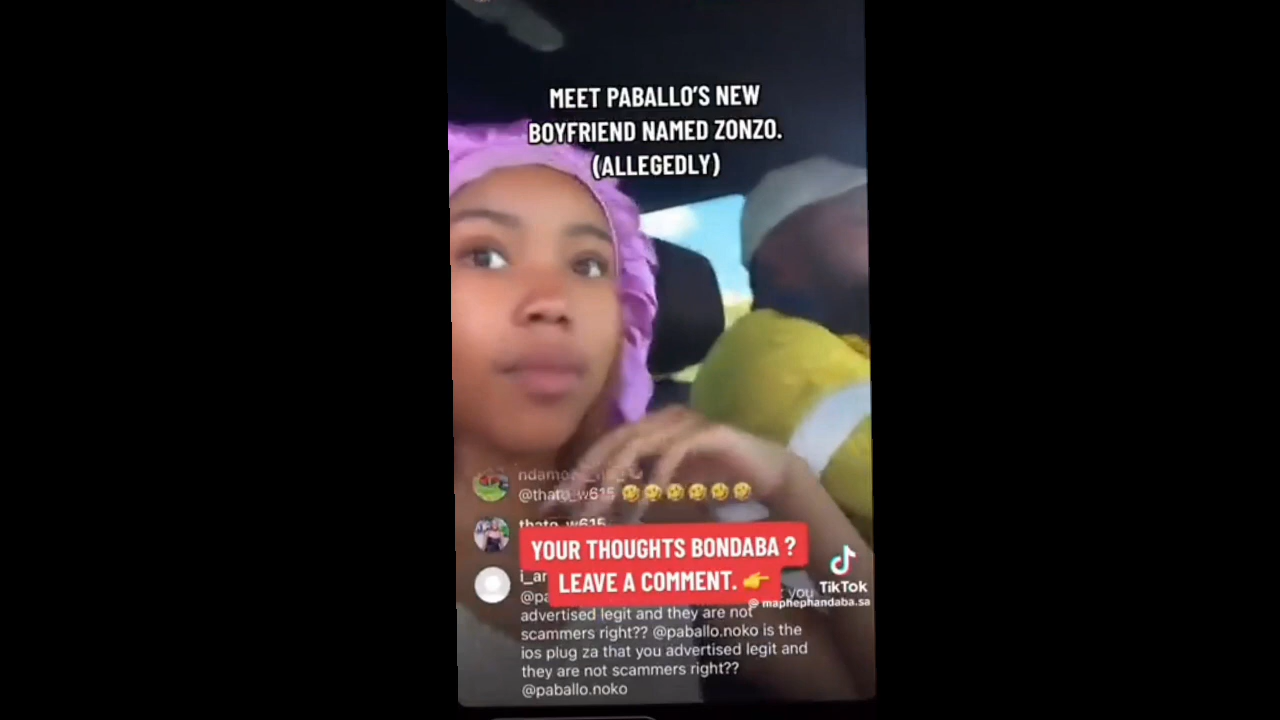 MEET PABALLO'S NEW
BOYFRIEND NAMED ZONZO.
(ALLEGEDLY)
@thato_w615 🤣🤣🤣🤣🤣🤣
thato_w615
YOUR THOUGHTS BONDABA ?
LEAVE A COMMENT. 👉
you
TikTok
@maphephandaba.sa
advertised legit and they are not
scammers right?? @paballo.noko is the
ios plug za that you advertised legit and
they are not scammers right??
@paballo.noko